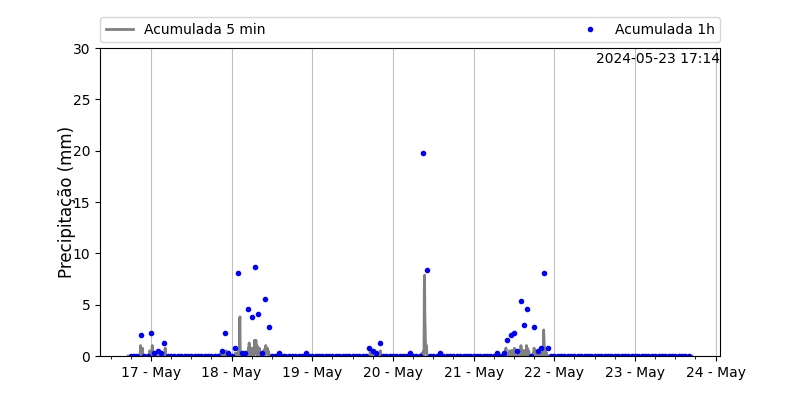 Acumulada 5 min
Acumulada 1h
2024-05-23 17:14
Precipitação (mm)
30
25
20
15
10
5
0
17 - May
18 - May
19 - May
20 - May
21 - May
22 - May
23 - May
24 - May